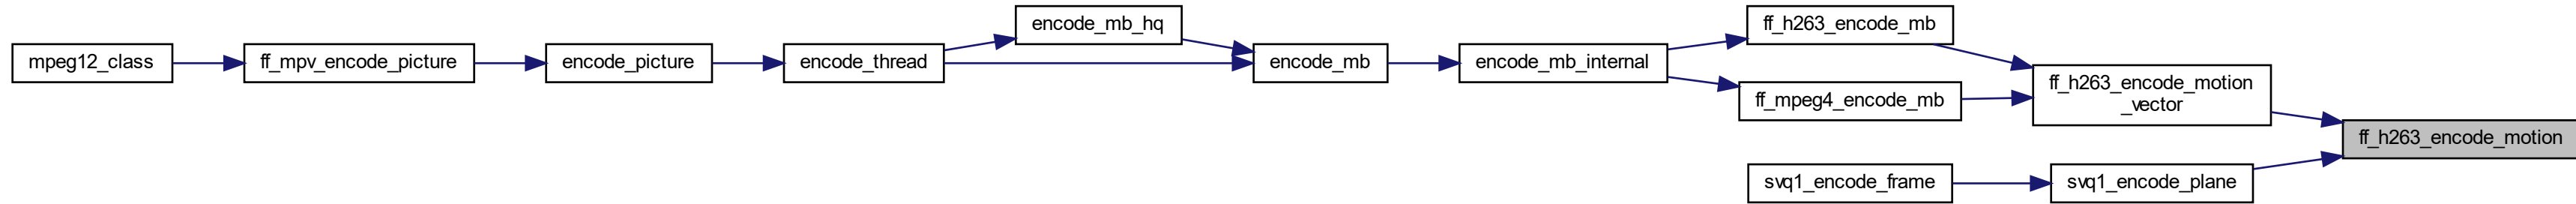 mpeg12_class
ff_mpv_encode_picture
encode_picture
encode_thread
encode_mb_hq
encode_mb
encode_mb_internal
ff_h263_encode_mb
ff_mpeg4_encode_mb
ff_h263_encode_motion
_vector
ff_h263_encode_motion
svq1_encode_frame
svq1_encode_plane